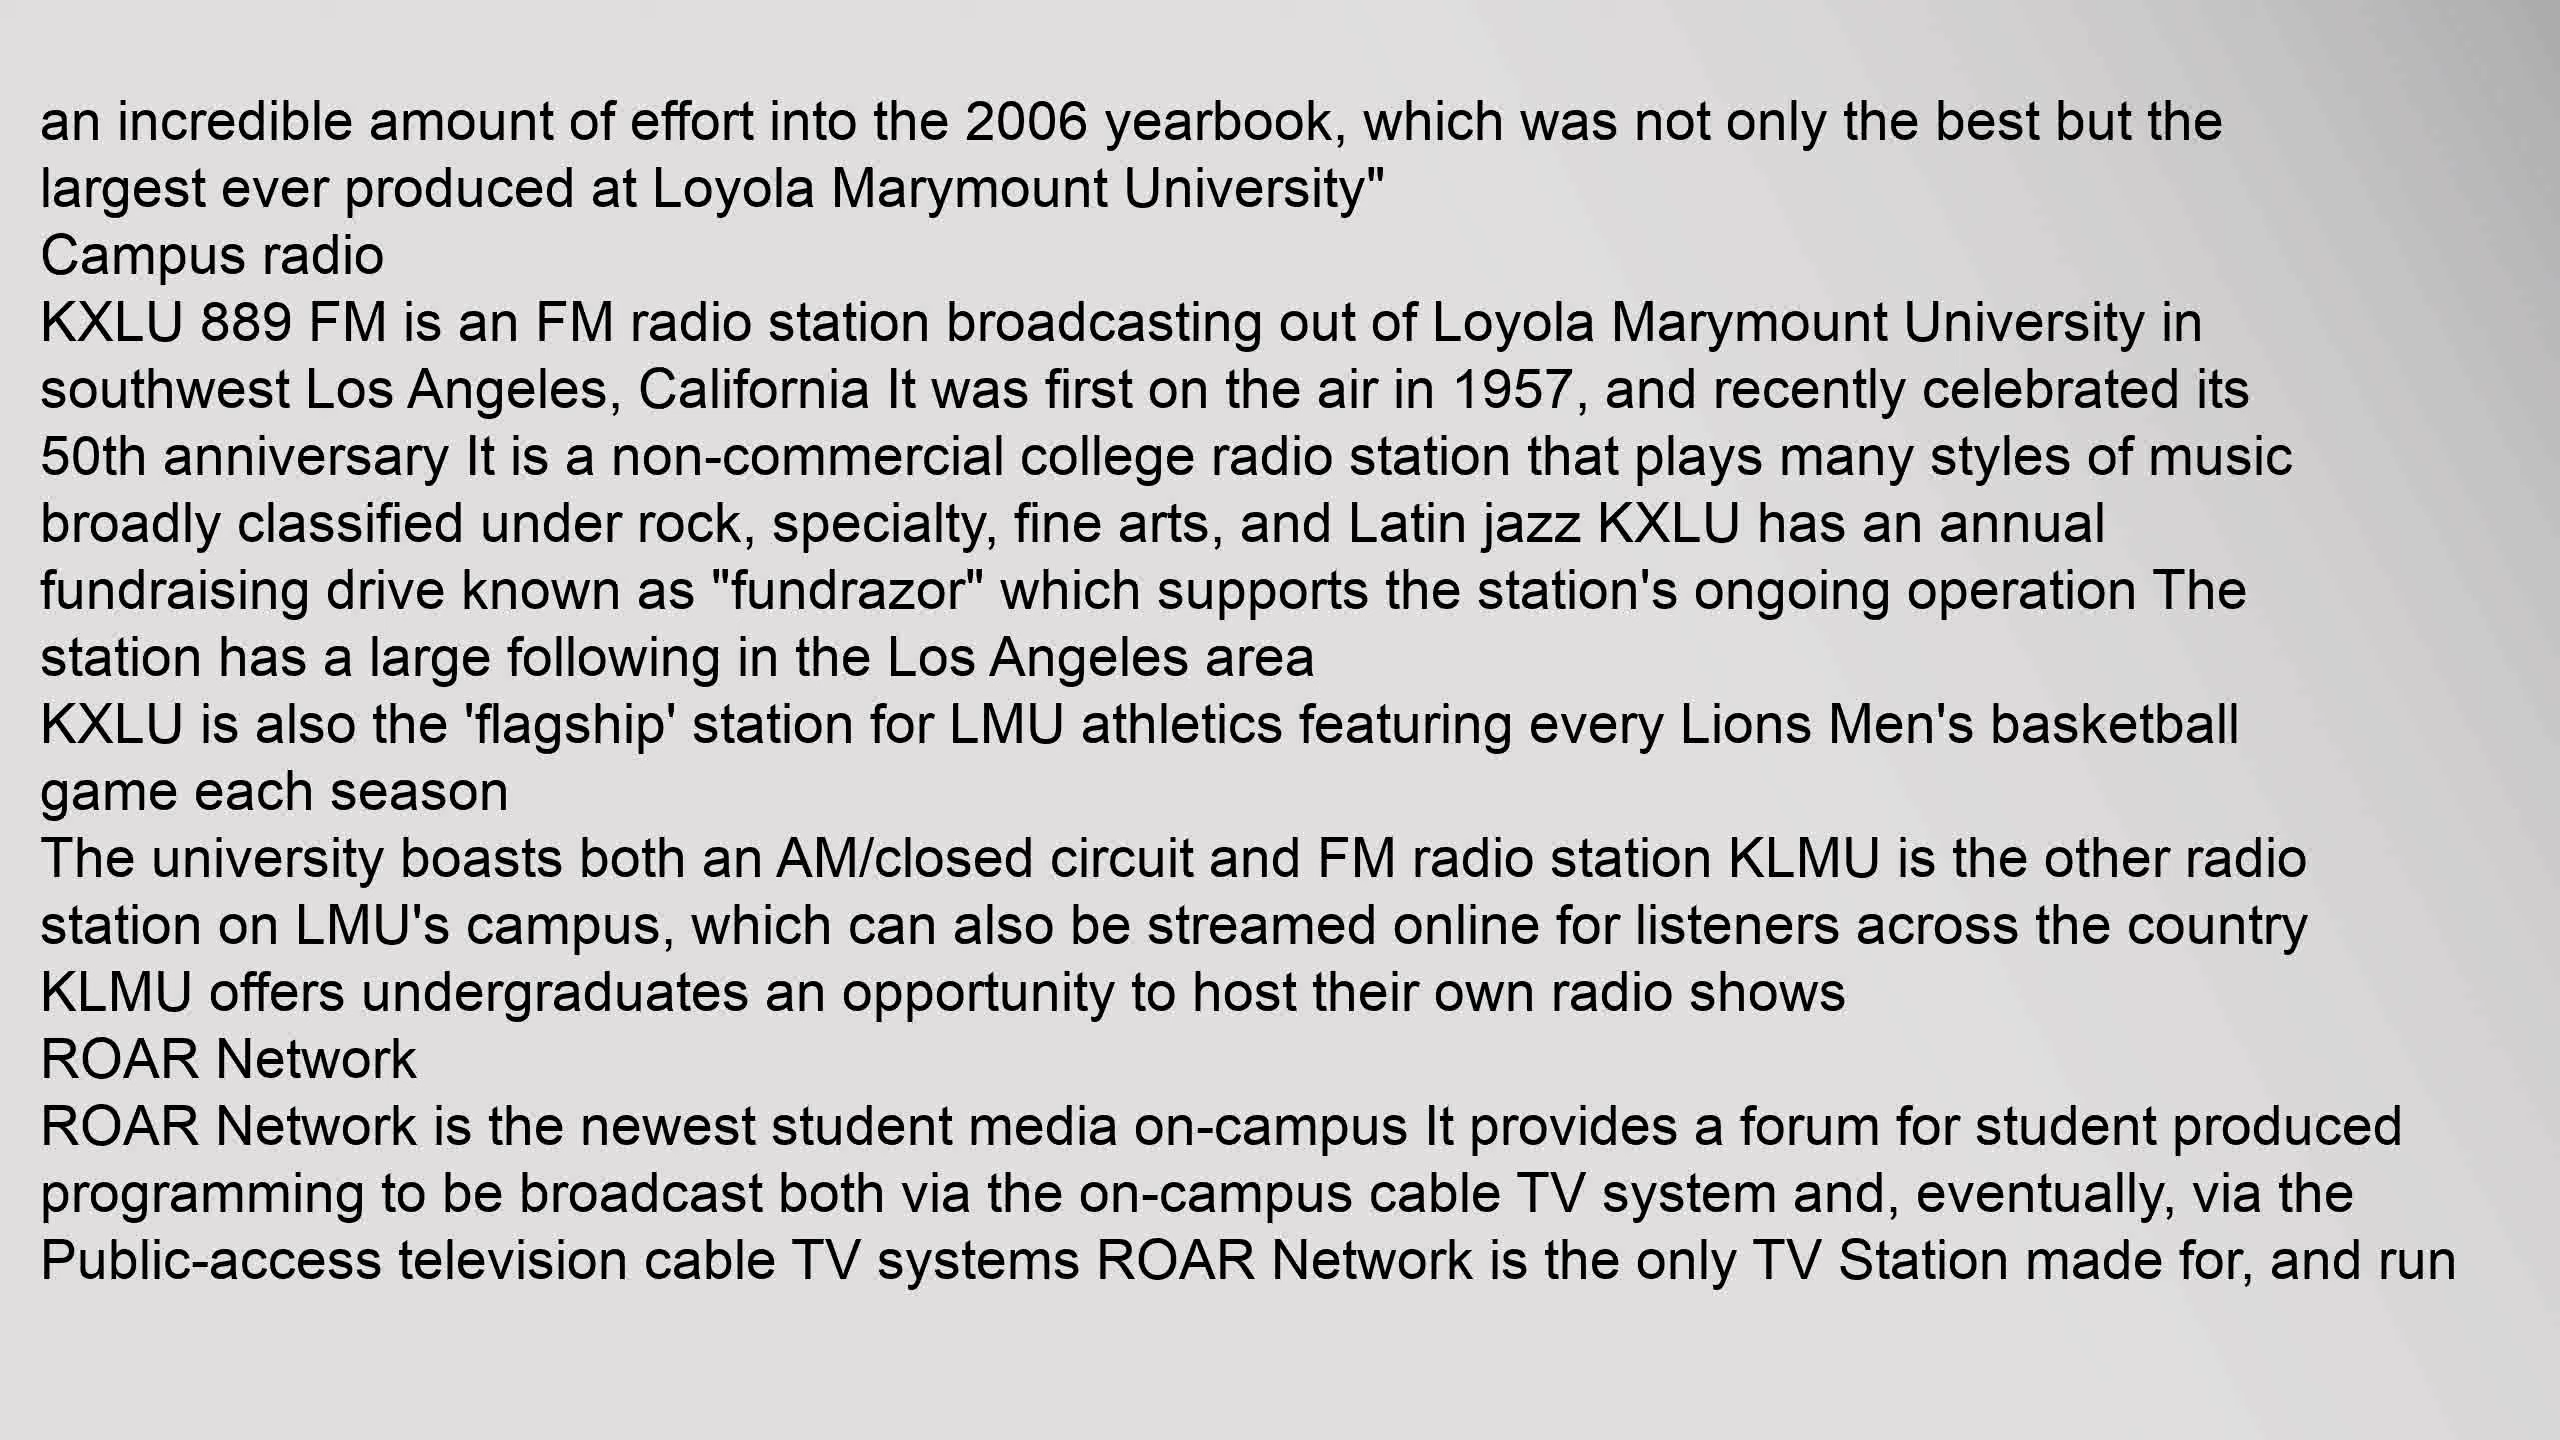 an incredible amount of effort into the 2006 yearbook, which was not only the best but the
largest ever produced at Loyola Marymount University"
Campus radio
KXLU 889 FM is an FM radio station broadcasting out of Loyola Marymount University in
southwest Los Angeles, California It was first on the air in 1957, and recently celebrated its
50th anniversary It is a non-commercial college radio station that plays many styles of music
broadly classified under rock, specialty, fine arts, and Latin jazz KXLU has an annual
fundraising drive known as "fundrazor" which supports the station's ongoing operation The
station has a large following in the Los Angeles area
KXLU is also the 'flagship' station for LMU athletics featuring every Lions Men's basketball
game each season
The university boasts both an AM/closed circuit and FM radio station KLMU is the other radio
station on LMU's campus, which can also be streamed online for listeners across the country
KLMU offers undergraduates an opportunity to host their own radio shows
ROAR Network
ROAR Network is the newest student media on-campus It provides a forum for student produced
programming to be broadcast both via the on-campus cable TV system and, eventually, via the
Public-access television cable TV systems ROAR Network is the only TV Station made for, and run